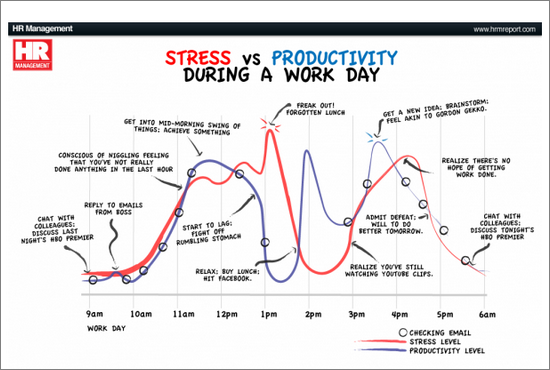 HR Management
www.hrmreport.com
HR
MANAGEMENT
STRESS vs PRODUCTIVITY
DURING A WORK DAY
FREAK OUT!
FORGOTTEN LUNCH
GET A NEW IDEA; BRAINSTORM;
FEEL AKIN TO GORDON GEKKO.
GET INTO MID-MORNING SWING OF
THINGS; ACHIEVE SOMETHING
CONSCIOUS OF NIGGLING FEELING
THAT YOU'VE NOT REALLY
DONE ANYTHING IN THE LAST HOUR
REALIZE THERE'S NO
HOPE OF GETTING
WORK DONE.
REPLY TO EMAILS
FROM BOSS
CHAT WITH
COLLEAGUES;
DISCUSS LAST
NIGHT'S HBO PREMIER
START TO LAG;
FIGHT OFF
RUMBLING STOMACH
ADMIT DEFEAT;
WILL TO DO
BETTER TOMORROW.
CHAT WITH
COLLEAGUES;
DISCUSS TONIGHT'S
HBO PREMIER
RELAX; BUY LUNCH;
HIT FACEBOOK.
REALIZE YOU'VE STILL
WATCHING YOUTUBE CLIPS.
9am 10am 11am 12pm 1pm 2pm 3pm 4pm 5pm 6am
WORK DAY
CHECKING EMAIL
STRESS LEVEL
PRODUCTIVITY LEVEL